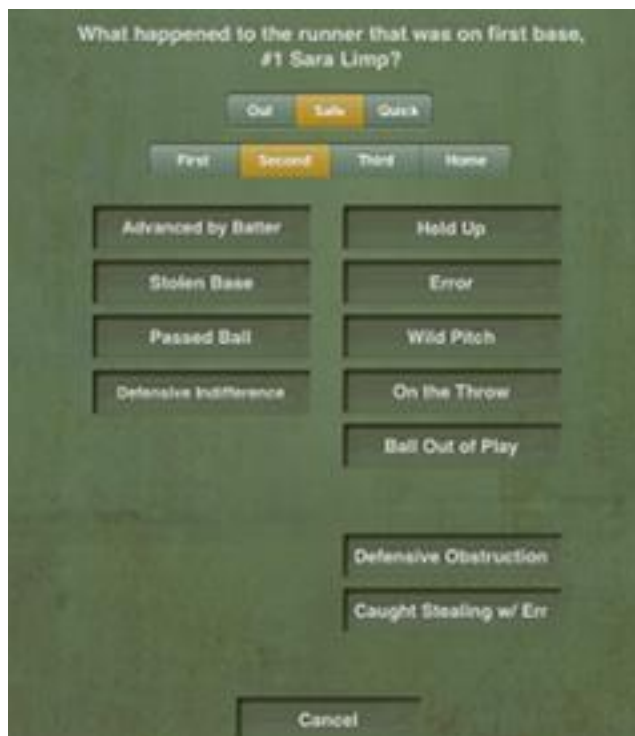 What happened to the runner that was on first base,
#1 Sara Limp?
Out Safe Quick
First Second Third Home
Advanced by Batter Held Up
Stolen Base Error
Passed Ball Wild Pitch
Defensive Indifference On the Throw
Ball Out of Play
Defensive Obstruction
Caught Stealing w/ Err
Cancel